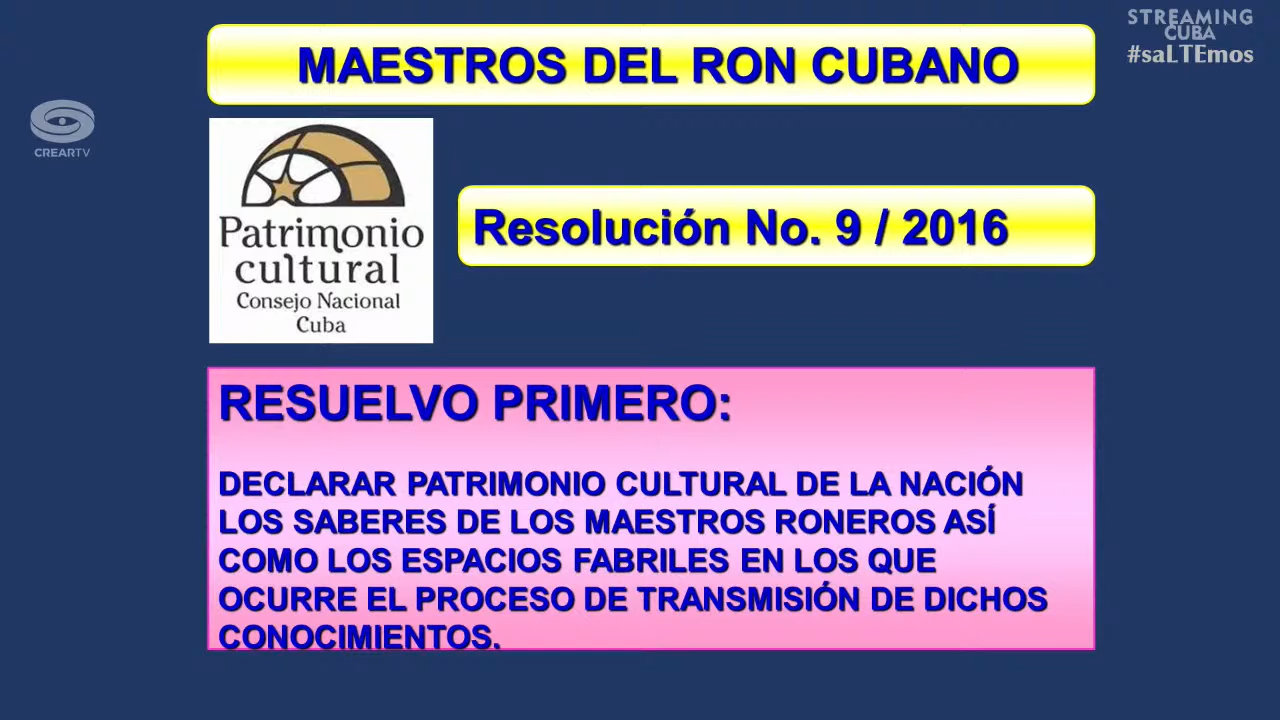 STREAMING
CUBA
#saLTEmos
MAESTROS DEL RON CUBANO
CREARTV
Patrimonio
cultural
Consejo Nacional
Cuba
Resolución No. 9 / 2016
RESUELVO PRIMERO:
DECLARAR PATRIMONIO CULTURAL DE LA NACIÓN
LOS SABERES DE LOS MAESTROS RONEROS ASÍ
COMO LOS ESPACIOS FABRILES EN LOS QUE
OCURRE EL PROCESO DE TRANSMISIÓN DE DICHOS
CONOCIMIENTOS.